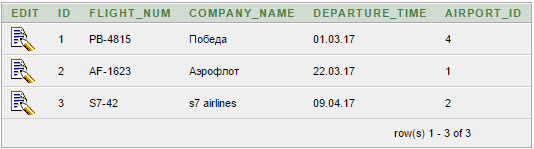 EDIT ID FLIGHT_NUM COMPANY_NAME DEPARTURE_TIME AIRPORT_ID
1 PB-4815 Победа 01.03.17 4
2 AF-1623 Аэрофлот 22.03.17 1
3 S7-42 s7 airlines 09.04.17 2
row(s) 1 - 3 of 3